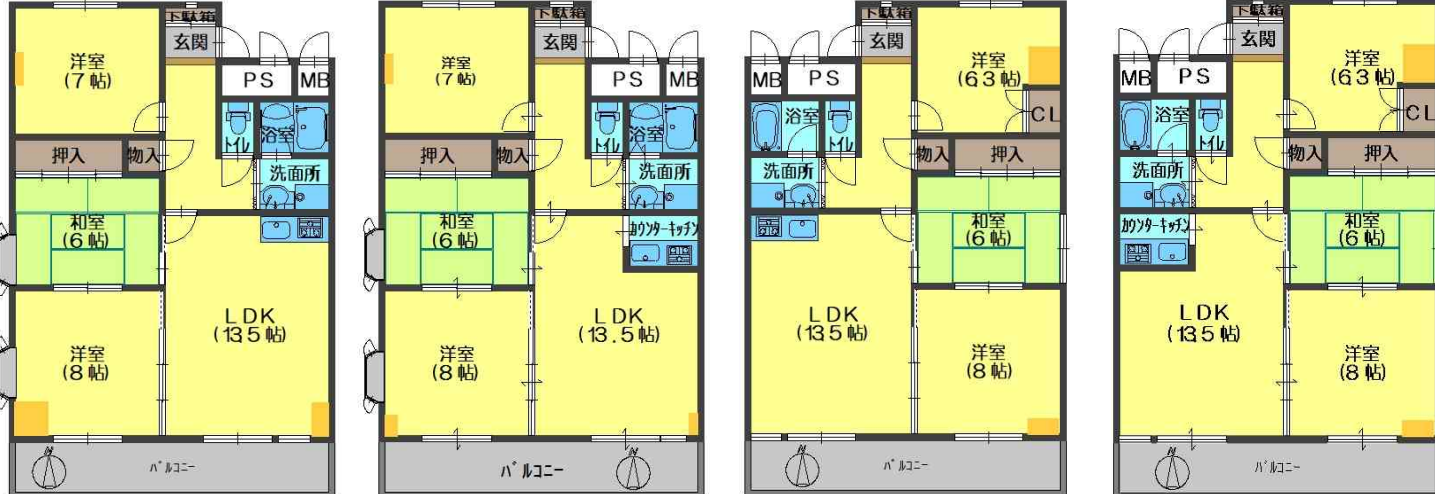 下駄箱
玄関
洋室
(7帖)
PS
MB
トイレ
浴室
押入
物入
洗面所
和室
(6帖)
LDK
(13.5帖)
洋室
(8帖)
N
バルコニー
下駄箱
玄関
洋室
(7帖)
PS
MB
トイレ
浴室
押入
物入
洗面所
和室
(6帖)
カウンターキッチン
LDK
(13.5帖)
洋室
(8帖)
バルコニー
N
下駄箱
玄関
洋室
(6.3帖)
MB
PS
浴室
トイレ
CL
物入
押入
洗面所
和室
(6帖)
LDK
(13.5帖)
洋室
(8帖)
N
バルコニー
下駄箱
玄関
洋室
(6.3帖)
MB
PS
浴室
トイレ
CL
物入
押入
洗面所
和室
(6帖)
カウンターキッチン
LDK
(13.5帖)
洋室
(8帖)
N
バルコニー